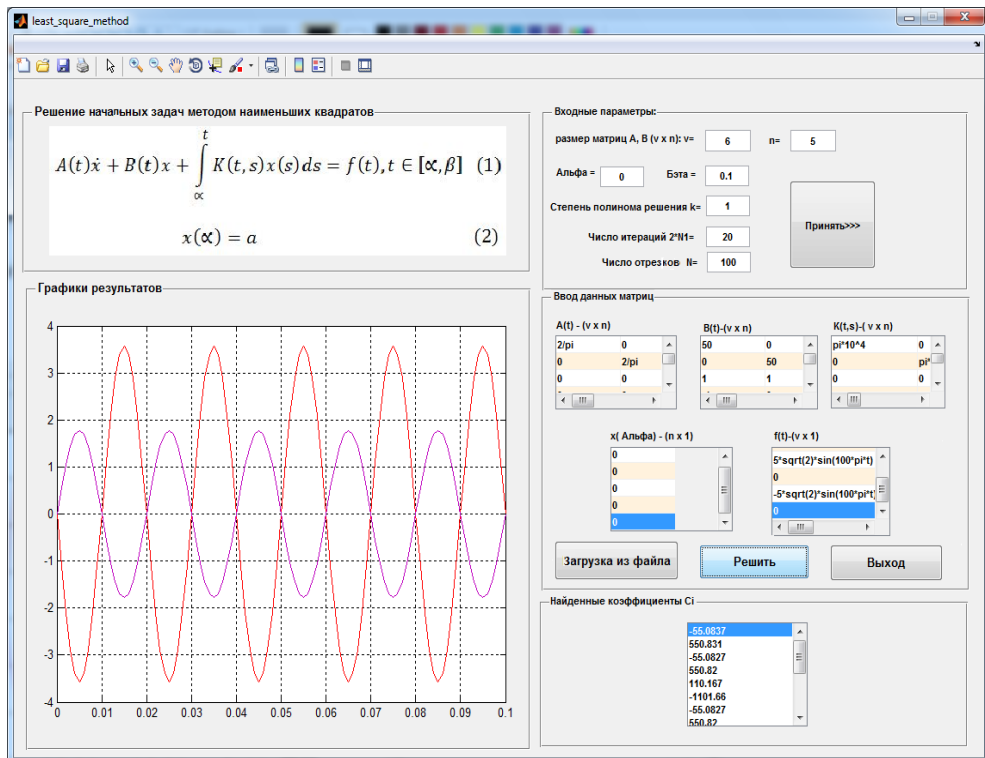 least_square_method
Решение начальных задач методом наименьших квадратов
A(t)ẋ + B(t)x + ∫ K(t,s)x(s)ds = f(t), t ∈ [α,β] (1)
t
α
x(α) = a (2)
Графики результатов
4
3
2
1
0
-1
-2
-3
-4
0 0.01 0.02 0.03 0.04 0.05 0.06 0.07 0.08 0.09 0.1
Входные параметры:
размер матриц A, B (v x n): v= 6 n= 5
Альфа = 0 Бэта = 0.1
Степень полинома решения k= 1
Число итераций 2*N1= 20
Число отрезков N= 100
Принять>>>
Ввод данных матриц
A(t) - (v x n)
2/pi 0
0 2/pi
0 0
B(t)-(v x n)
50 0
0 50
1 1
K(t,s)-( v x n)
pi*10^4 0
0 pi*
0 0
x( Альфа) - (n x 1)
0
0
0
0
0
f(t)-(v x 1)
5*sqrt(2)*sin(100*pi*t)
0
-5*sqrt(2)*sin(100*pi*t)
0
Загрузка из файла
Решить
Выход
Найденные коэффициенты Ci
-55.0837
550.831
-55.0827
550.82
110.167
-1101.66
-55.0827
550.82